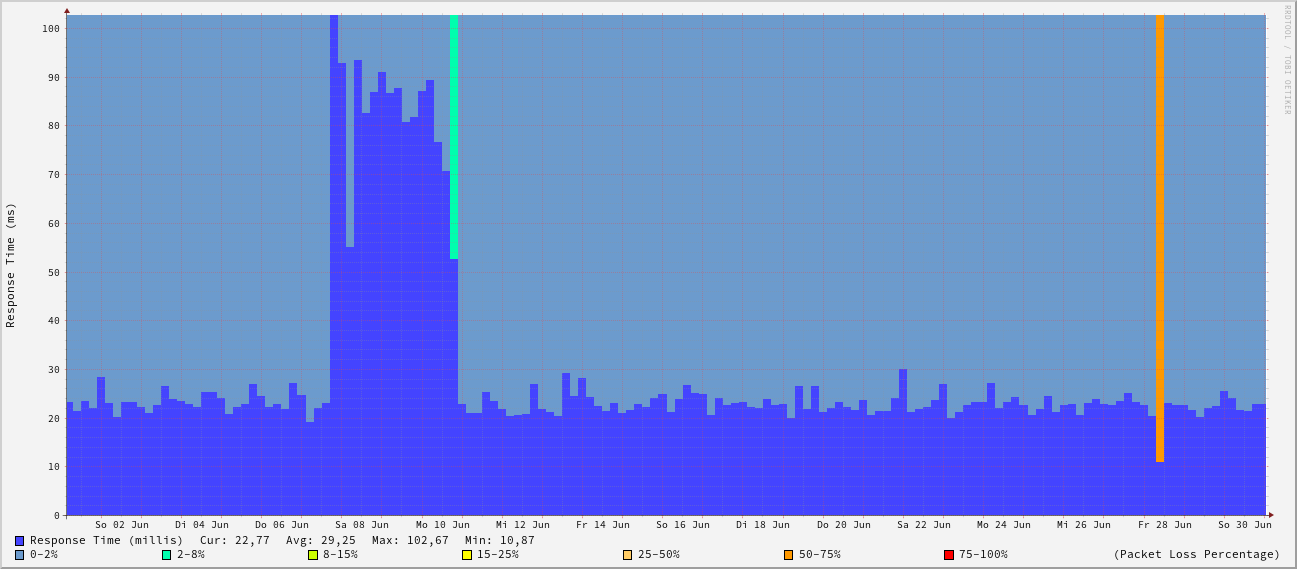 RRDTOOL / TOBI OETIKER
Response Time (ms)
100
90
80
70
60
50
40
30
20
10
0
So 02 Jun Di 04 Jun Do 06 Jun Sa 08 Jun Mo 10 Jun Mi 12 Jun Fr 14 Jun So 16 Jun Di 18 Jun Do 20 Jun Sa 22 Jun Mo 24 Jun Mi 26 Jun Fr 28 Jun So 30 Jun
Response Time (millis) Cur: 22,77 Avg: 29,25 Max: 102,67 Min: 10,87
0-2% 2-8% 8-15% 15-25% 25-50% 50-75% 75-100% (Packet Loss Percentage)